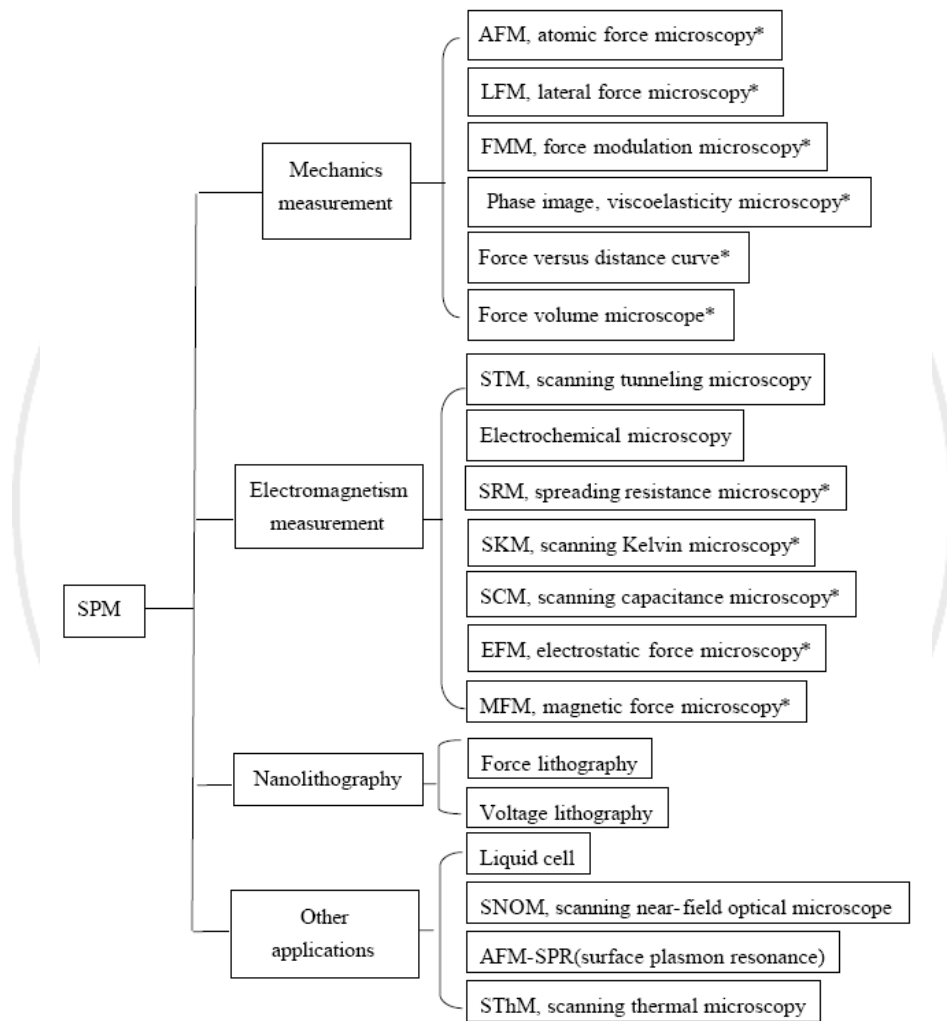 SPM
Mechanics
measurement
AFM, atomic force microscopy*
LFM, lateral force microscopy*
FMM, force modulation microscopy*
Phase image, viscoelasticity microscopy*
Force versus distance curve*
Force volume microscope*
Electromagnetism
measurement
STM, scanning tunneling microscopy
Electrochemical microscopy
SRM, spreading resistance microscopy*
SKM, scanning Kelvin microscopy*
SCM, scanning capacitance microscopy*
EFM, electrostatic force microscopy*
MFM, magnetic force microscopy*
Nanolithography
Force lithography
Voltage lithography
Other
applications
Liquid cell
SNOM, scanning near-field optical microscope
AFM-SPR(surface plasmon resonance)
SThM, scanning thermal microscopy